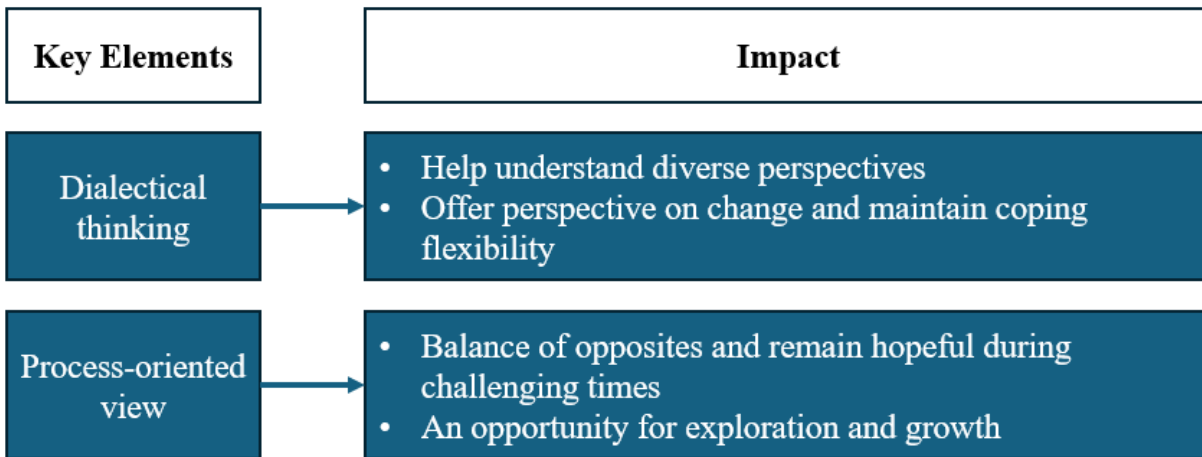 Key Elements
Impact
Dialectical
thinking
• Help understand diverse perspectives
• Offer perspective on change and maintain coping
flexibility
Process-oriented
view
• Balance of opposites and remain hopeful during
challenging times
• An opportunity for exploration and growth